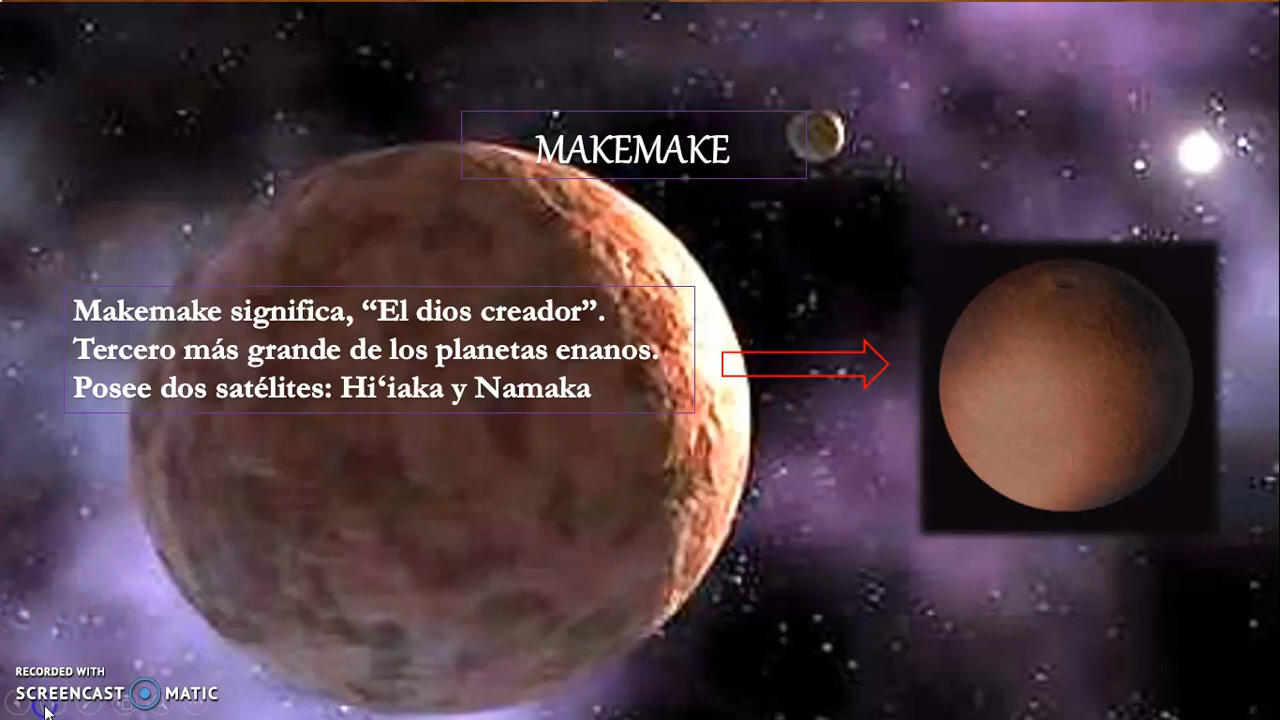 MAKEMAKE
Makemake significa, “El dios creador”.
Tercero más grande de los planetas enanos.
Posee dos satélites: Hi‘iaka y Namaka
RECORDED WITH
SCREENCAST MATIC